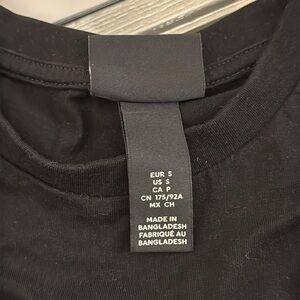 EUR S
US S
CA P
CN 175/92A
MX CH
MADE IN
BANGLADESH
FABRIQUÉ AU
BANGLADESH